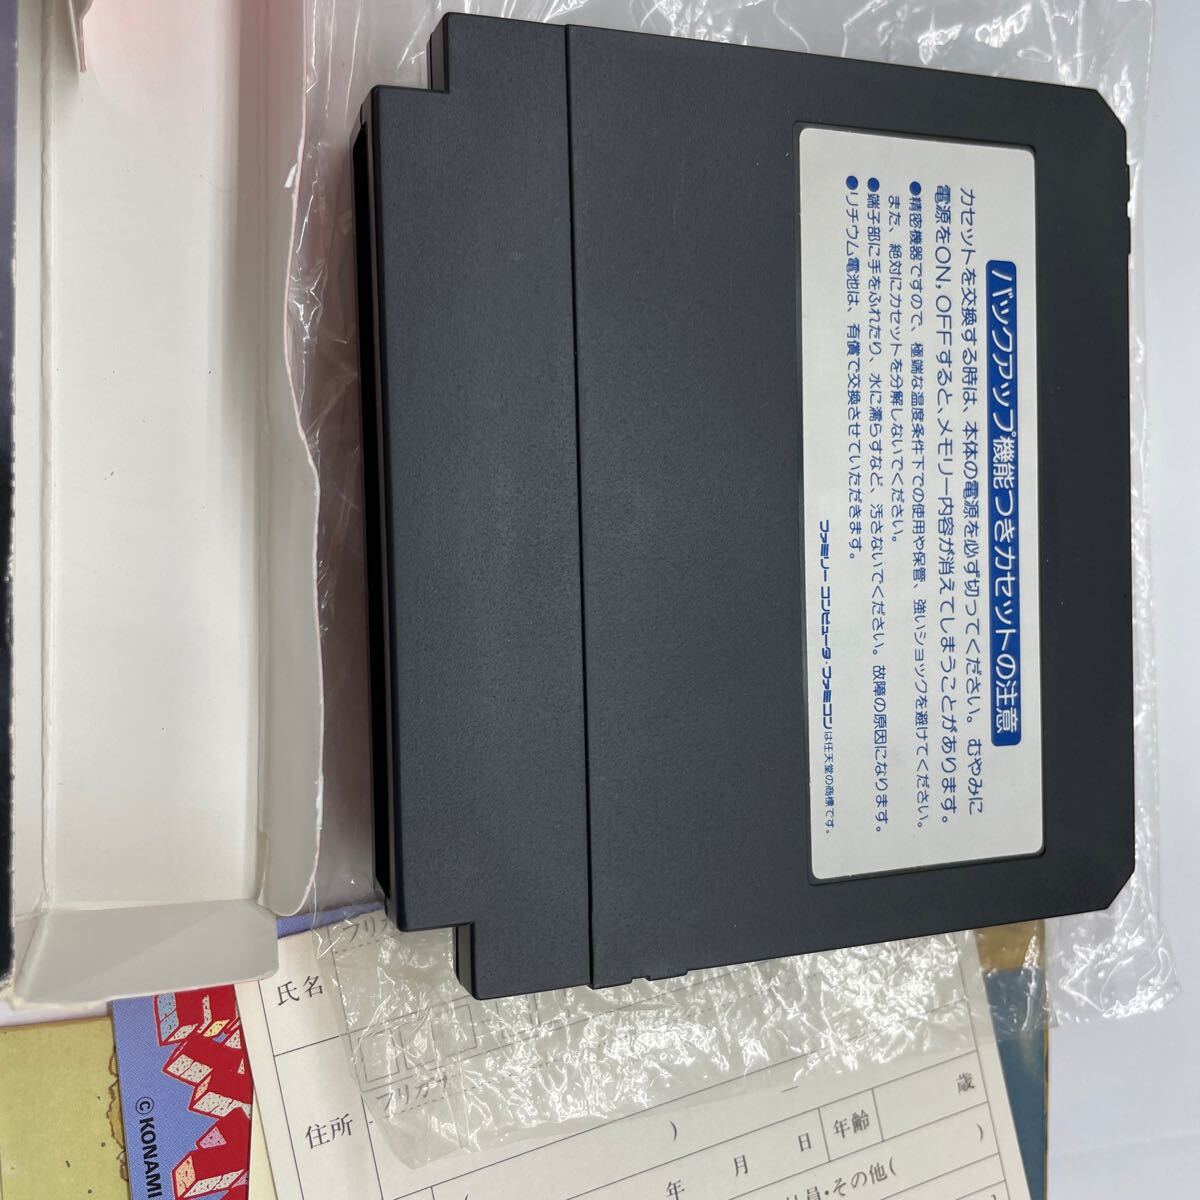 バックアップ機能つきカセットの注意
カセットを交換する時は、本体の電源を必ず切ってください。むやみに
電源をON,OFFすると、メモリー内容が消えてしまうことがあります。
●精密機器ですので、極端な温度条件下での使用や保管、強いショックを避けてください。
また、絶対にカセットを分解しないでください。
●端子部に手をふれたり、水に濡らすなど、汚さないでください。故障の原因になります。
●リチウム電池は、有償で交換させていただきます。
ファミリーコンピュータ・ファミコンは任天堂の商標です。
フリガ
氏名
フリガナ
住所
)
歳
年齢
年 月 日
員・その他( )
© KONAMI